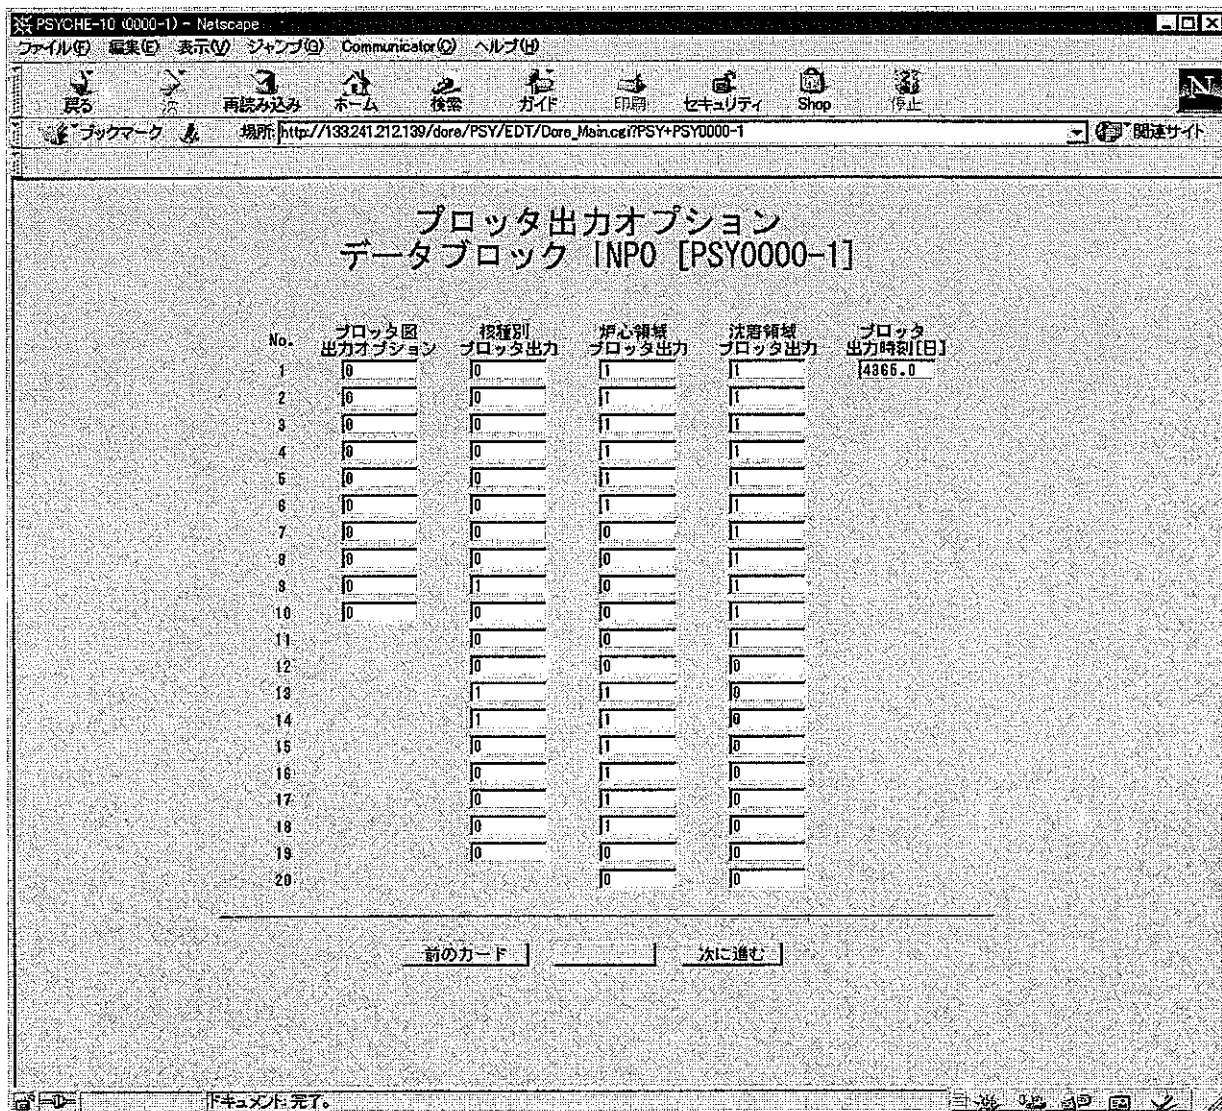 PSYCHE-10 (0000-1) - Netscape
ファイル(F) 編集(E) 表示(V) ジャンプ(G) Communicator(C) ヘルプ(H)
戻る 次 再読み込み ホーム 検索 ガイド 印刷 セキュリティ Shop 停止
N
ブックマーク 場所: http://133.241.212.139/dora/PSY/EDT/Dora_Main.cgi?PSY+PSY0000-1 関連サイト
プロッタ出力オプション
データブロック INPO [PSY0000-1]
No. プロッタ図 出力オプション 核種別 プロッタ出力 炉心領域 プロッタ出力 沈着領域 プロッタ出力 プロッタ 出力時刻[日]
1 0 0 1 1 4366.0
2 0 0 1 1
3 0 0 1 1
4 0 0 1 1
5 0 0 1 1
6 0 0 1 1
7 0 0 0 1
8 0 0 0 1
9 0 1 0 1
10 0 0 0 1
11 0 0 1
12 0 0 0
13 1 1 0
14 1 1 0
15 0 1 0
16 0 1 0
17 0 1 0
18 0 1 0
19 0 0 0
20 0 0
前のカード 次に進む
ドキュメント: 完了。